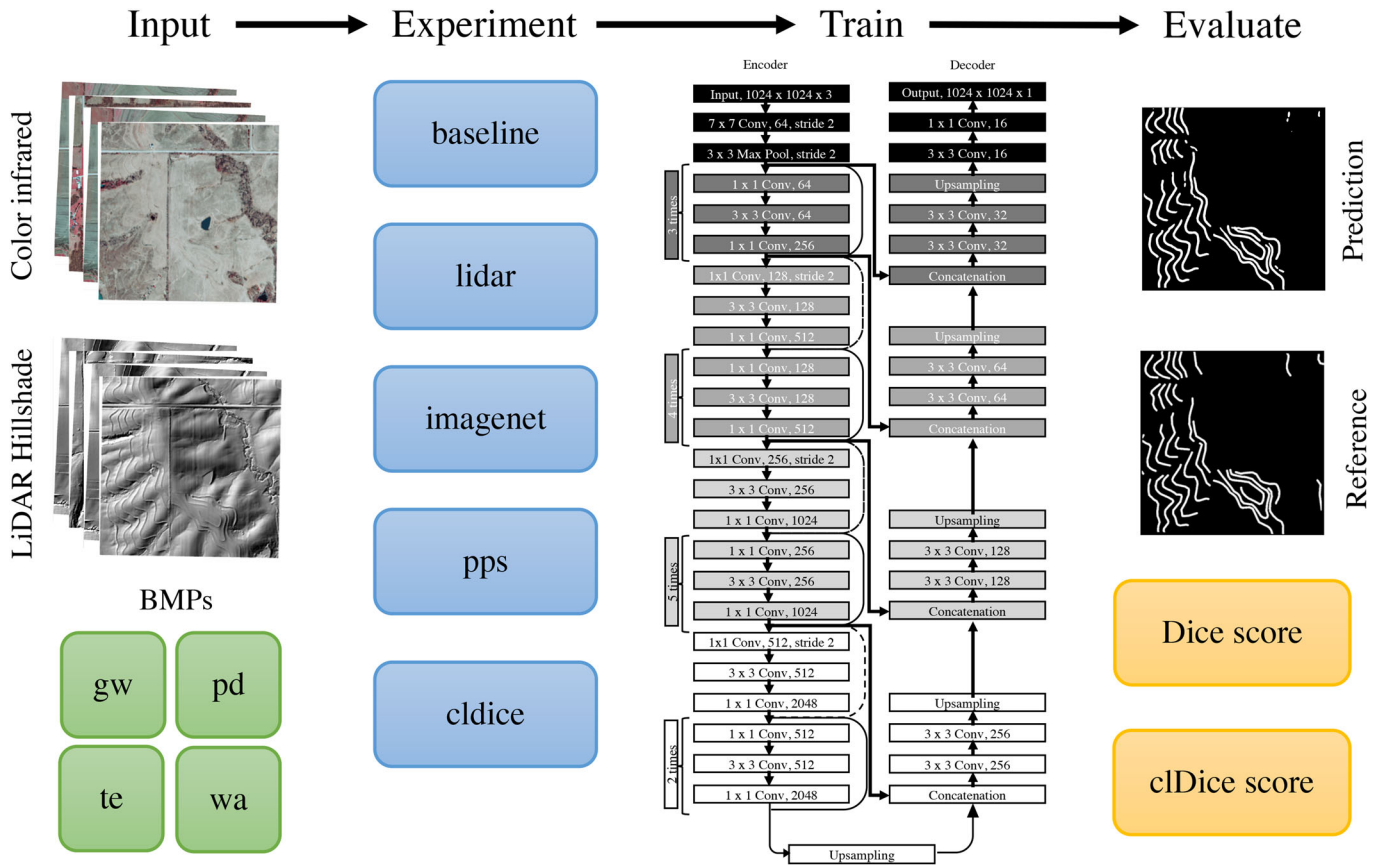 Input
Experiment
Train
Evaluate
Color infrared
LiDAR Hillshade
BMPs
gw
pd
te
wa
baseline
lidar
imagenet
pps
cldice
Encoder
Input, 1024 x 1024 x 3
7 x 7 Conv, 64, stride 2
3 x 3 Max Pool, stride 2
3 times
1 x 1 Conv, 64
3 x 3 Conv, 64
1 x 1 Conv, 256
1x1 Conv, 128, stride 2
3 x 3 Conv, 128
1 x 1 Conv, 512
4 times
1 x 1 Conv, 128
3 x 3 Conv, 128
1 x 1 Conv, 512
1x1 Conv, 256, stride 2
3 x 3 Conv, 256
1 x 1 Conv, 1024
5 times
1 x 1 Conv, 256
3 x 3 Conv, 256
1 x 1 Conv, 1024
1x1 Conv, 512, stride 2
3 x 3 Conv, 512
1 x 1 Conv, 2048
2 times
1 x 1 Conv, 512
3 x 3 Conv, 512
1 x 1 Conv, 2048
Upsampling
Decoder
Output, 1024 x 1024 x 1
1 x 1 Conv, 16
3 x 3 Conv, 16
Upsampling
3 x 3 Conv, 32
3 x 3 Conv, 32
Concatenation
Upsampling
3 x 3 Conv, 64
3 x 3 Conv, 64
Concatenation
Upsampling
3 x 3 Conv, 128
3 x 3 Conv, 128
Concatenation
Upsampling
3 x 3 Conv, 256
3 x 3 Conv, 256
Concatenation
Prediction
Reference
Dice score
clDice score